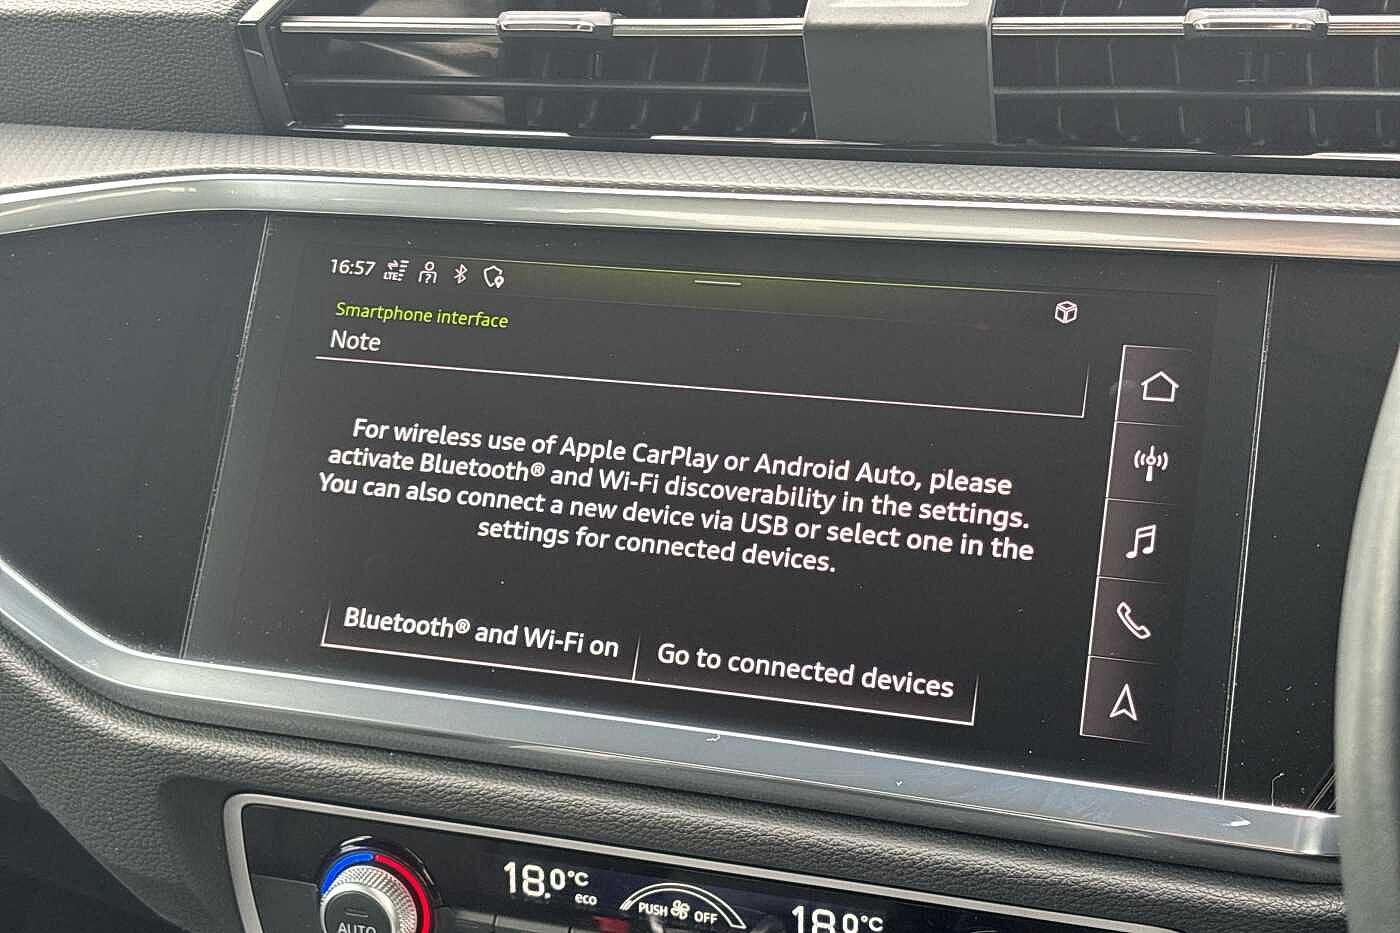 16:57 LTE
Smartphone interface
Note
For wireless use of Apple CarPlay or Android Auto, please
activate Bluetooth® and Wi-Fi discoverability in the settings.
You can also connect a new device via USB or select one in the
settings for connected devices.
Bluetooth® and Wi-Fi on
Go to connected devices
18.0°C
eco
PUSH OFF
18.0°C
AUTO